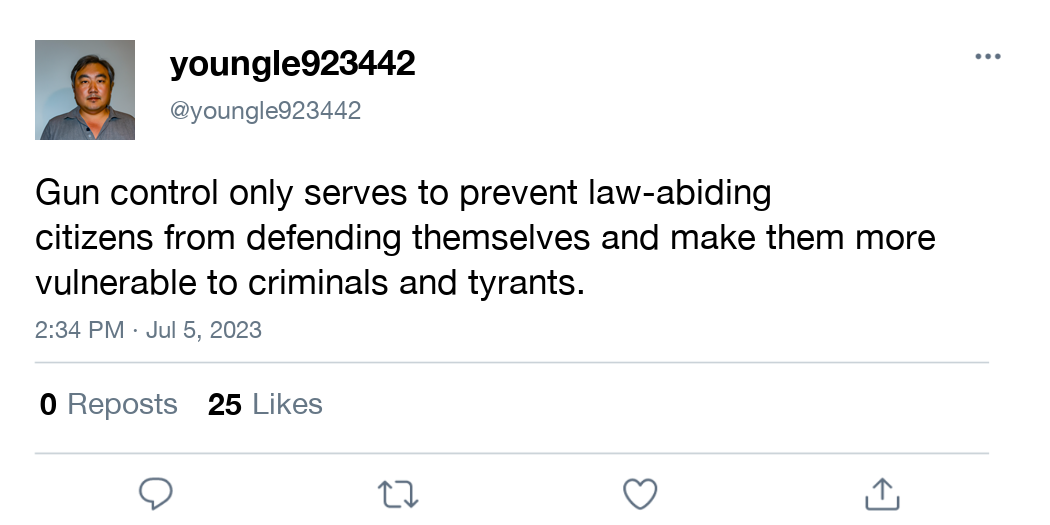 youngle923442
@youngle923442
Gun control only serves to prevent law-abiding
citizens from defending themselves and make them more
vulnerable to criminals and tyrants.
2:34 PM · Jul 5, 2023
0 Reposts 25 Likes